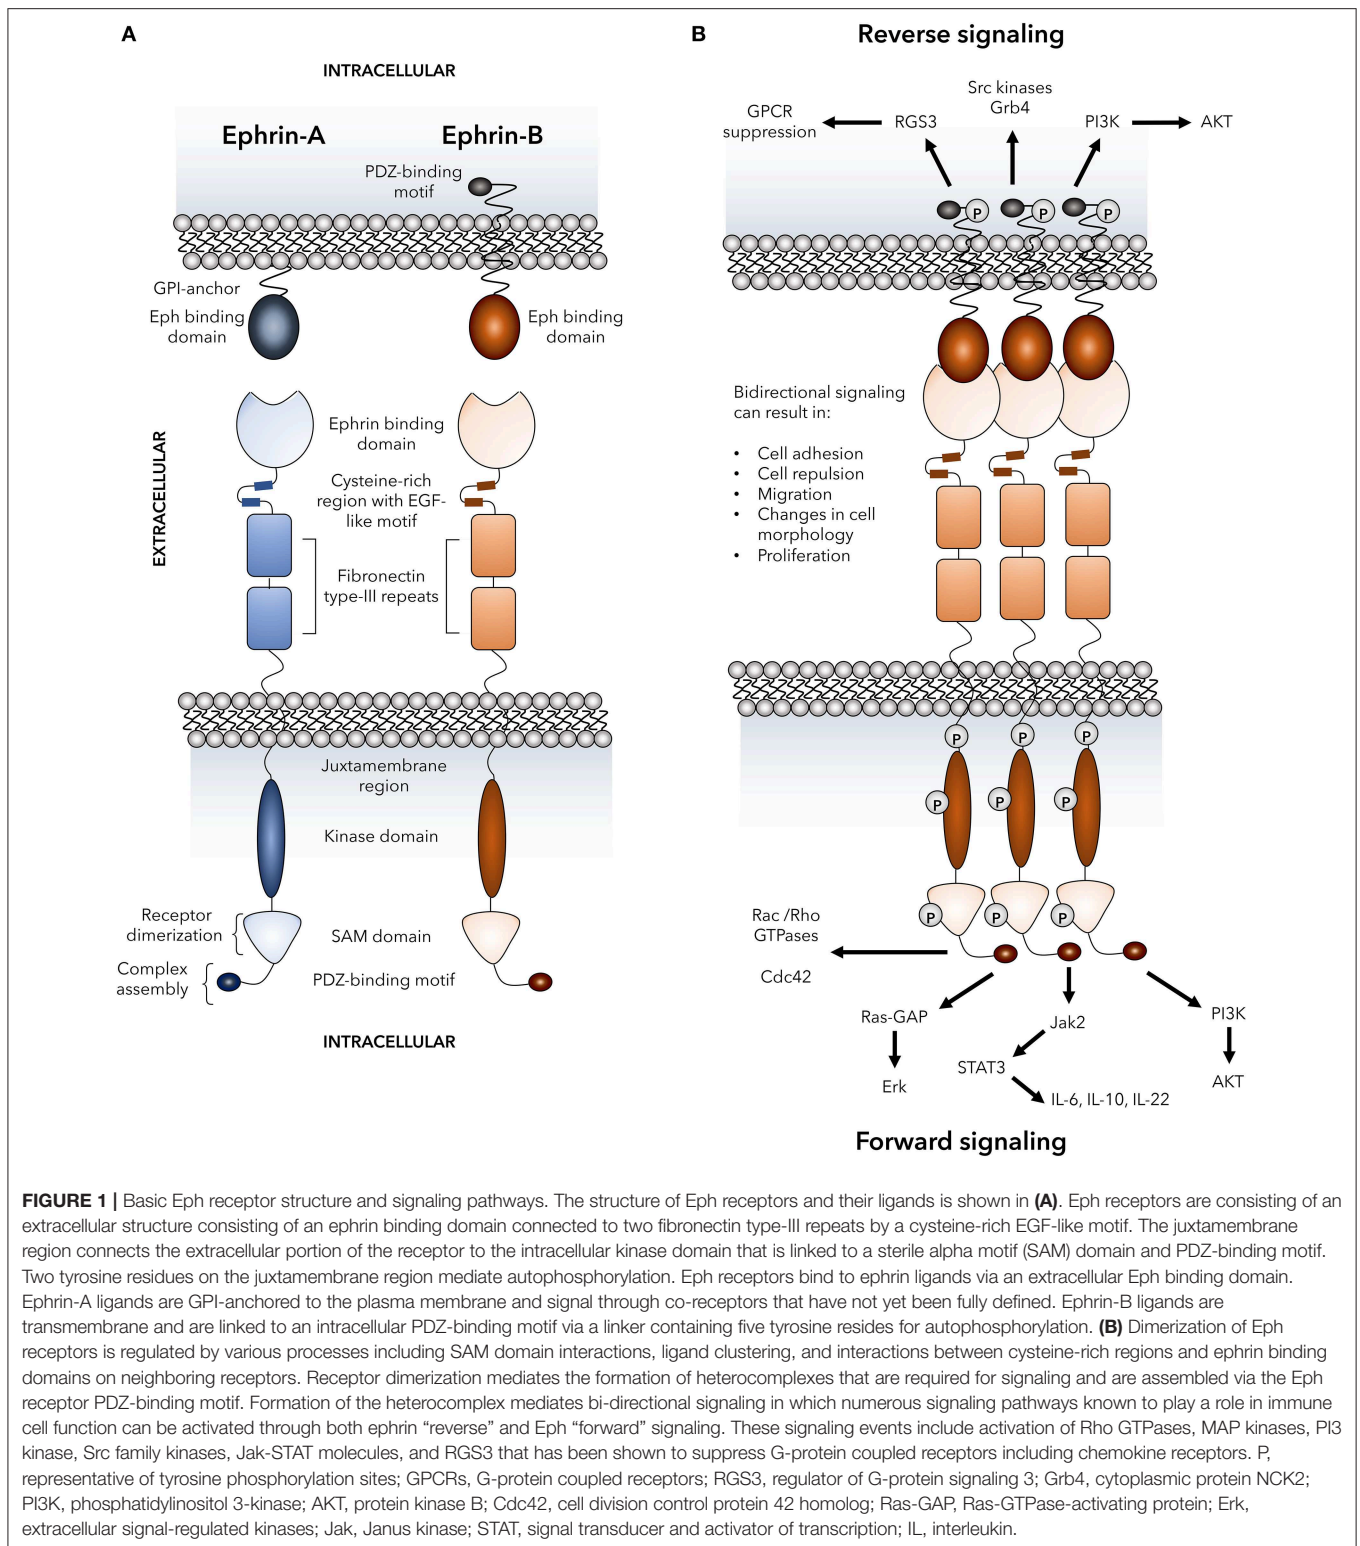 A
INTRACELLULAR
Ephrin-A
Ephrin-B
PDZ-binding
motif
GPI-anchor
Eph binding
domain
Eph binding
domain
EXTRACELLULAR
Ephrin binding
domain
Cysteine-rich
region with EGF-
like motif
Fibronectin
type-III repeats
Juxtamembrane
region
Kinase domain
Receptor
dimerization
SAM domain
Complex
assembly
PDZ-binding motif
INTRACELLULAR
B
Reverse signaling
Src kinases
Grb4
GPCR
suppression
RGS3
PI3K
AKT
P
P
P
Bidirectional signaling
can result in:
• Cell adhesion
• Cell repulsion
• Migration
• Changes in cell
morphology
• Proliferation
P
P
P
P
P
P
P
P
P
Rac /Rho
GTPases
Cdc42
Ras-GAP
Erk
Jak2
STAT3
IL-6, IL-10, IL-22
PI3K
AKT
Forward signaling
FIGURE 1 | Basic Eph receptor structure and signaling pathways. The structure of Eph receptors and their ligands is shown in (A). Eph receptors are consisting of an
extracellular structure consisting of an ephrin binding domain connected to two fibronectin type-III repeats by a cysteine-rich EGF-like motif. The juxtamembrane
region connects the extracellular portion of the receptor to the intracellular kinase domain that is linked to a sterile alpha motif (SAM) domain and PDZ-binding motif.
Two tyrosine residues on the juxtamembrane region mediate autophosphorylation. Eph receptors bind to ephrin ligands via an extracellular Eph binding domain.
Ephrin-A ligands are GPI-anchored to the plasma membrane and signal through co-receptors that have not yet been fully defined. Ephrin-B ligands are
transmembrane and are linked to an intracellular PDZ-binding motif via a linker containing five tyrosine resides for autophosphorylation. (B) Dimerization of Eph
receptors is regulated by various processes including SAM domain interactions, ligand clustering, and interactions between cysteine-rich regions and ephrin binding
domains on neighboring receptors. Receptor dimerization mediates the formation of heterocomplexes that are required for signaling and are assembled via the Eph
receptor PDZ-binding motif. Formation of the heterocomplex mediates bi-directional signaling in which numerous signaling pathways known to play a role in immune
cell function can be activated through both ephrin “reverse” and Eph “forward” signaling. These signaling events include activation of Rho GTPases, MAP kinases, PI3
kinase, Src family kinases, Jak-STAT molecules, and RGS3 that has been shown to suppress G-protein coupled receptors including chemokine receptors. P,
representative of tyrosine phosphorylation sites; GPCRs, G-protein coupled receptors; RGS3, regulator of G-protein signaling 3; Grb4, cytoplasmic protein NCK2;
PI3K, phosphatidylinositol 3-kinase; AKT, protein kinase B; Cdc42, cell division control protein 42 homolog; Ras-GAP, Ras-GTPase-activating protein; Erk,
extracellular signal-regulated kinases; Jak, Janus kinase; STAT, signal transducer and activator of transcription; IL, interleukin.